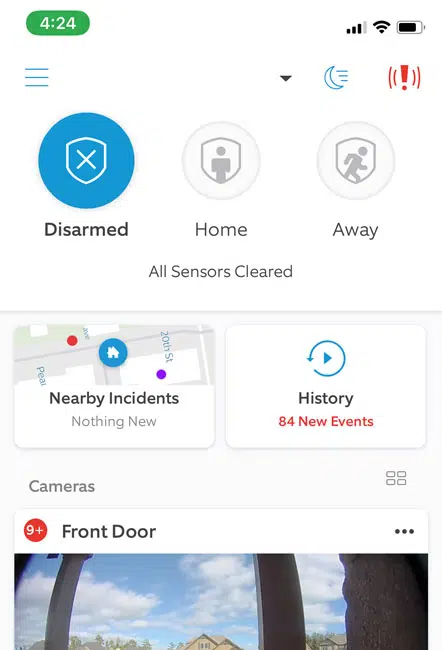 4:24
Disarmed
Home
Away
All Sensors Cleared
ave
20th St
Pear
Nearby Incidents
Nothing New
History
84 New Events
Cameras
9+
Front Door